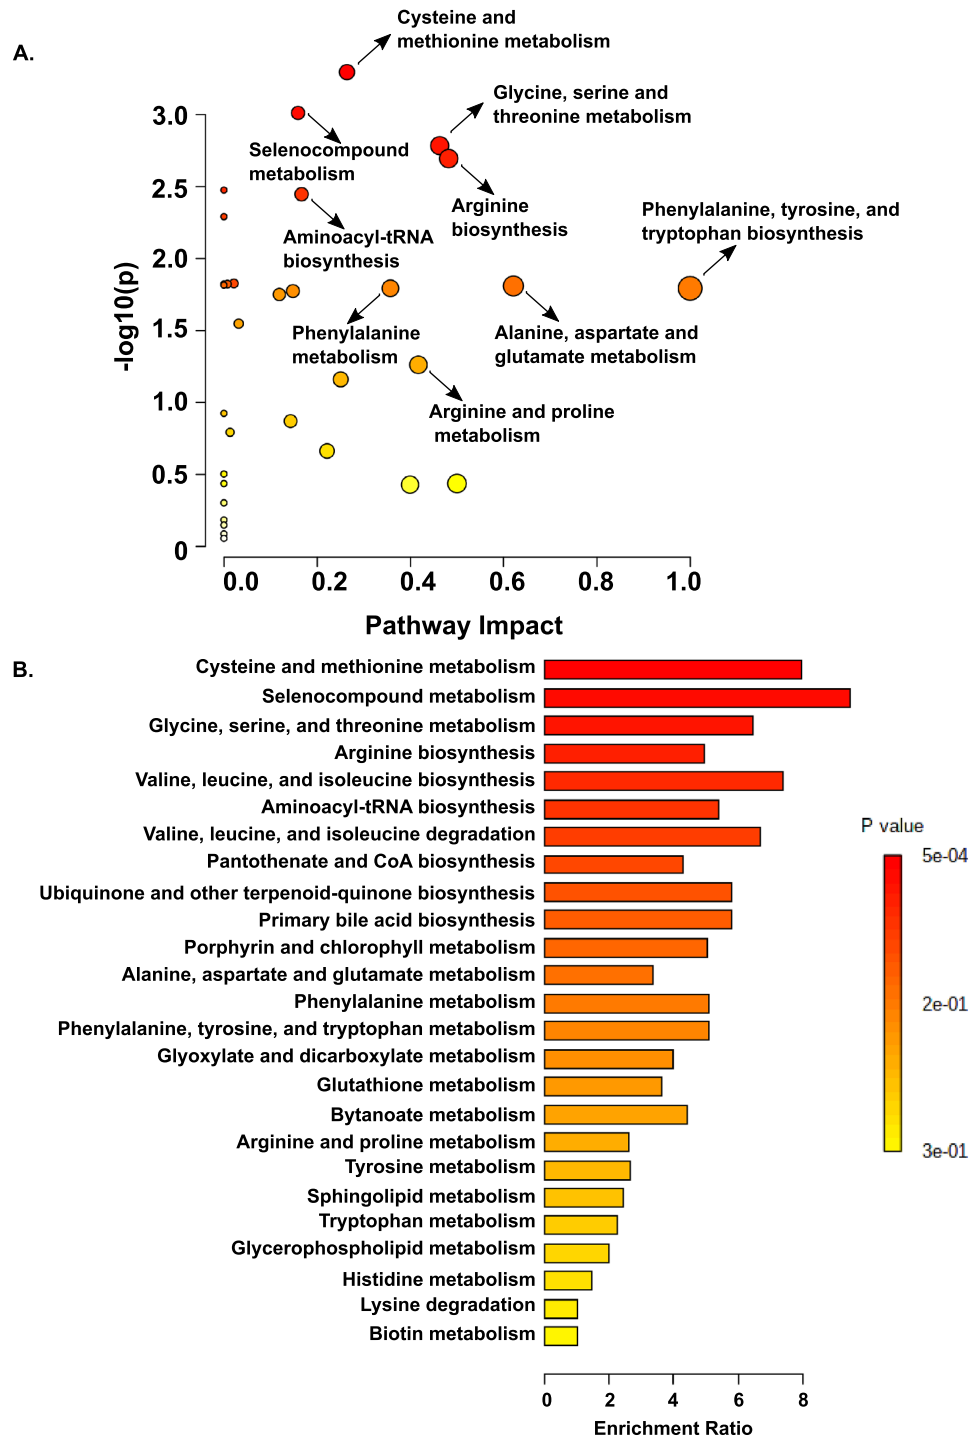 A.
Cysteine and
methionine metabolism
Glycine, serine and
threonine metabolism
Selenocompound
metabolism
Arginine
biosynthesis
Phenylalanine, tyrosine, and
tryptophan biosynthesis
Aminoacyl-tRNA
biosynthesis
Phenylalanine
metabolism
Alanine, aspartate and
glutamate metabolism
Arginine and proline
metabolism
-log10(p)
3.0
2.5
2.0
1.5
1.0
0.5
0
0.0 0.2 0.4 0.6 0.8 1.0
Pathway Impact
B.
Cysteine and methionine metabolism
Selenocompound metabolism
Glycine, serine, and threonine metabolism
Arginine biosynthesis
Valine, leucine, and isoleucine biosynthesis
Aminoacyl-tRNA biosynthesis
Valine, leucine, and isoleucine degradation
Pantothenate and CoA biosynthesis
Ubiquinone and other terpenoid-quinone biosynthesis
Primary bile acid biosynthesis
Porphyrin and chlorophyll metabolism
Alanine, aspartate and glutamate metabolism
Phenylalanine metabolism
Phenylalanine, tyrosine, and tryptophan metabolism
Glyoxylate and dicarboxylate metabolism
Glutathione metabolism
Bytanoate metabolism
Arginine and proline metabolism
Tyrosine metabolism
Sphingolipid metabolism
Tryptophan metabolism
Glycerophospholipid metabolism
Histidine metabolism
Lysine degradation
Biotin metabolism
0 2 4 6 8
Enrichment Ratio
P value
5e-04
2e-01
3e-01